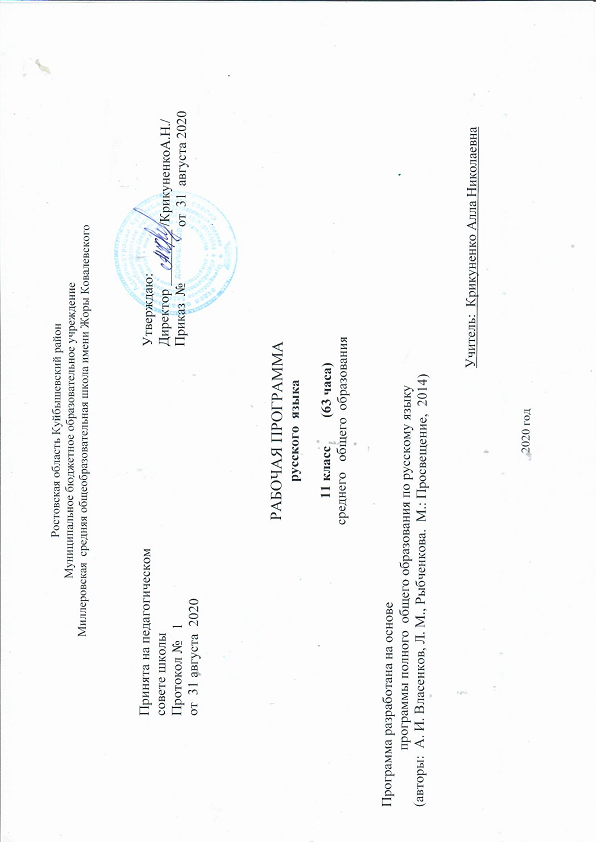 Ростовская область Куйбышевский район
Муниципальное бюджетное образовательное учреждение
Миллеровская средняя общеобразовательная школа имени Жоры Ковалевского
Принята на педагогическом
совете школы
Протокол № 1
от 31 августа 2020
Утверждаю:
Директор /КрикуненкоА.Н./
Приказ № от 31 августа 2020
РАБОЧАЯ ПРОГРАММА
русского языка
11 класс (63 часа)
среднего общего образования
Программа разработана на основе
программы полного общего образования по русскому языку
(авторы: А. И. Власенков, Л. М., Рыбченкова. М.: Просвещение, 2014)
Учитель: Крикуненко Алла Николаевна
2020 год